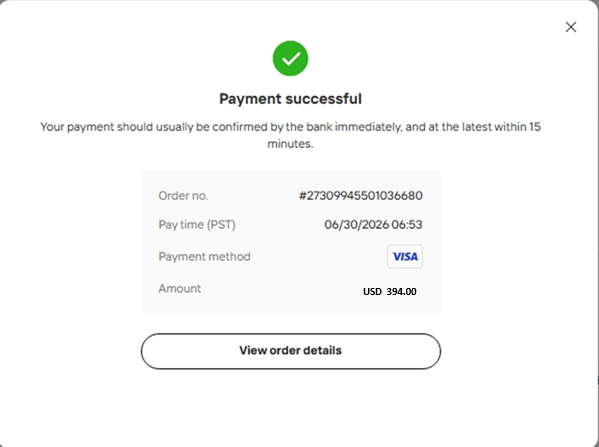 Payment successful
Your payment should usually be confirmed by the bank immediately, and at the latest within 15
minutes.
Order no. #27309945501036680
Pay time (PST) 06/30/2026 06:53
Payment method VISA
Amount USD 394.00
View order details